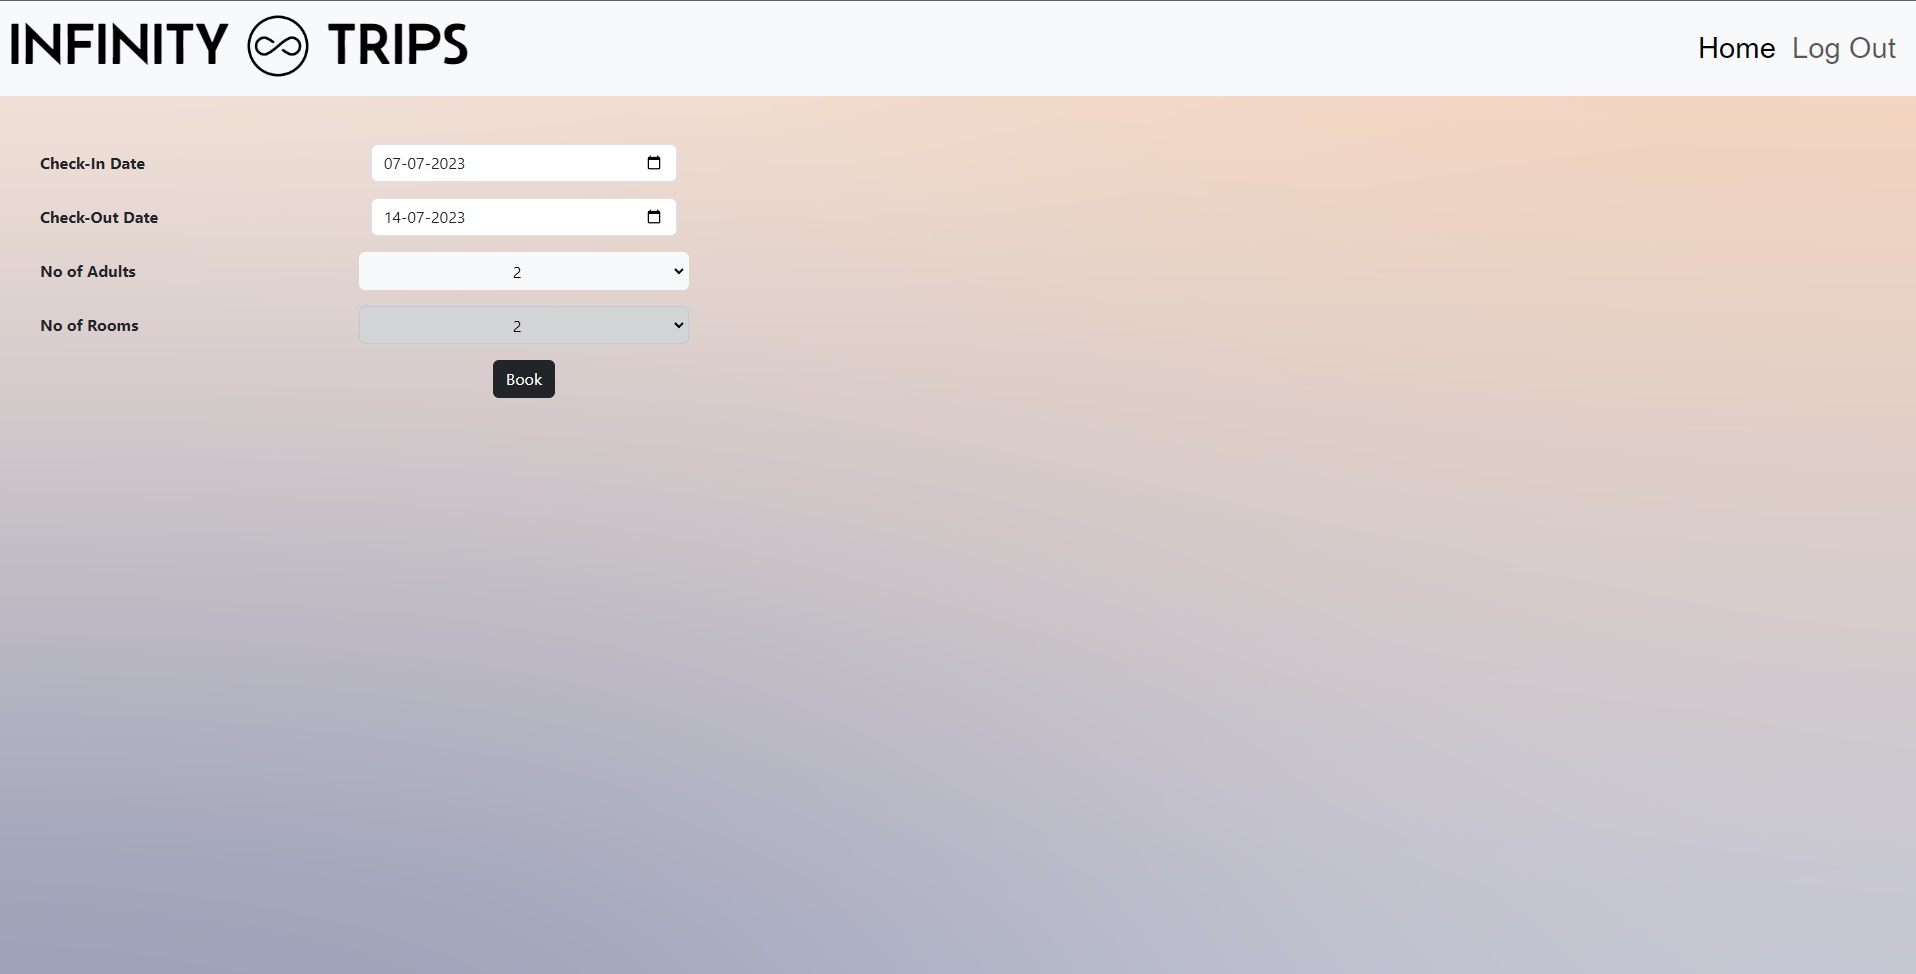 INFINITY TRIPS
Home Log Out
Check-In Date 07-07-2023
Check-Out Date 14-07-2023
No of Adults 2
No of Rooms 2
Book